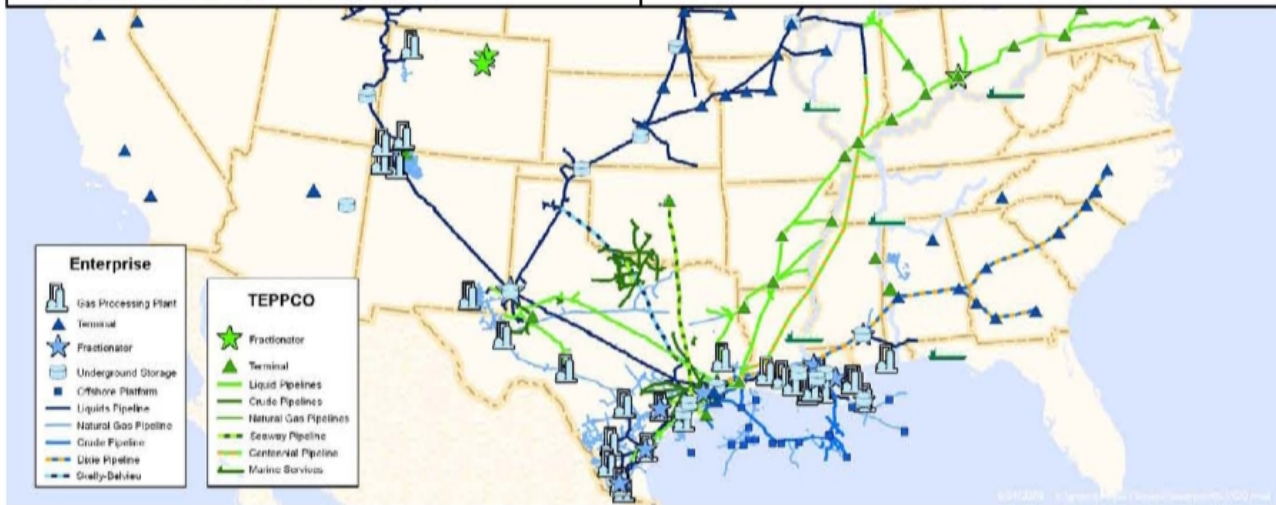 Enterprise
Gas Processing Plant
Terminal
Fractionator
Underground Storage
Offshore Platform
Liquids Pipeline
Natural Gas Pipeline
Crude Pipeline
Dixie Pipeline
Skelly-Belvieu
TEPPCO
Fractionator
Terminal
Liquid Pipelines
Crude Pipelines
Natural Gas Pipelines
Seaway Pipeline
Centennial Pipeline
Marine Services